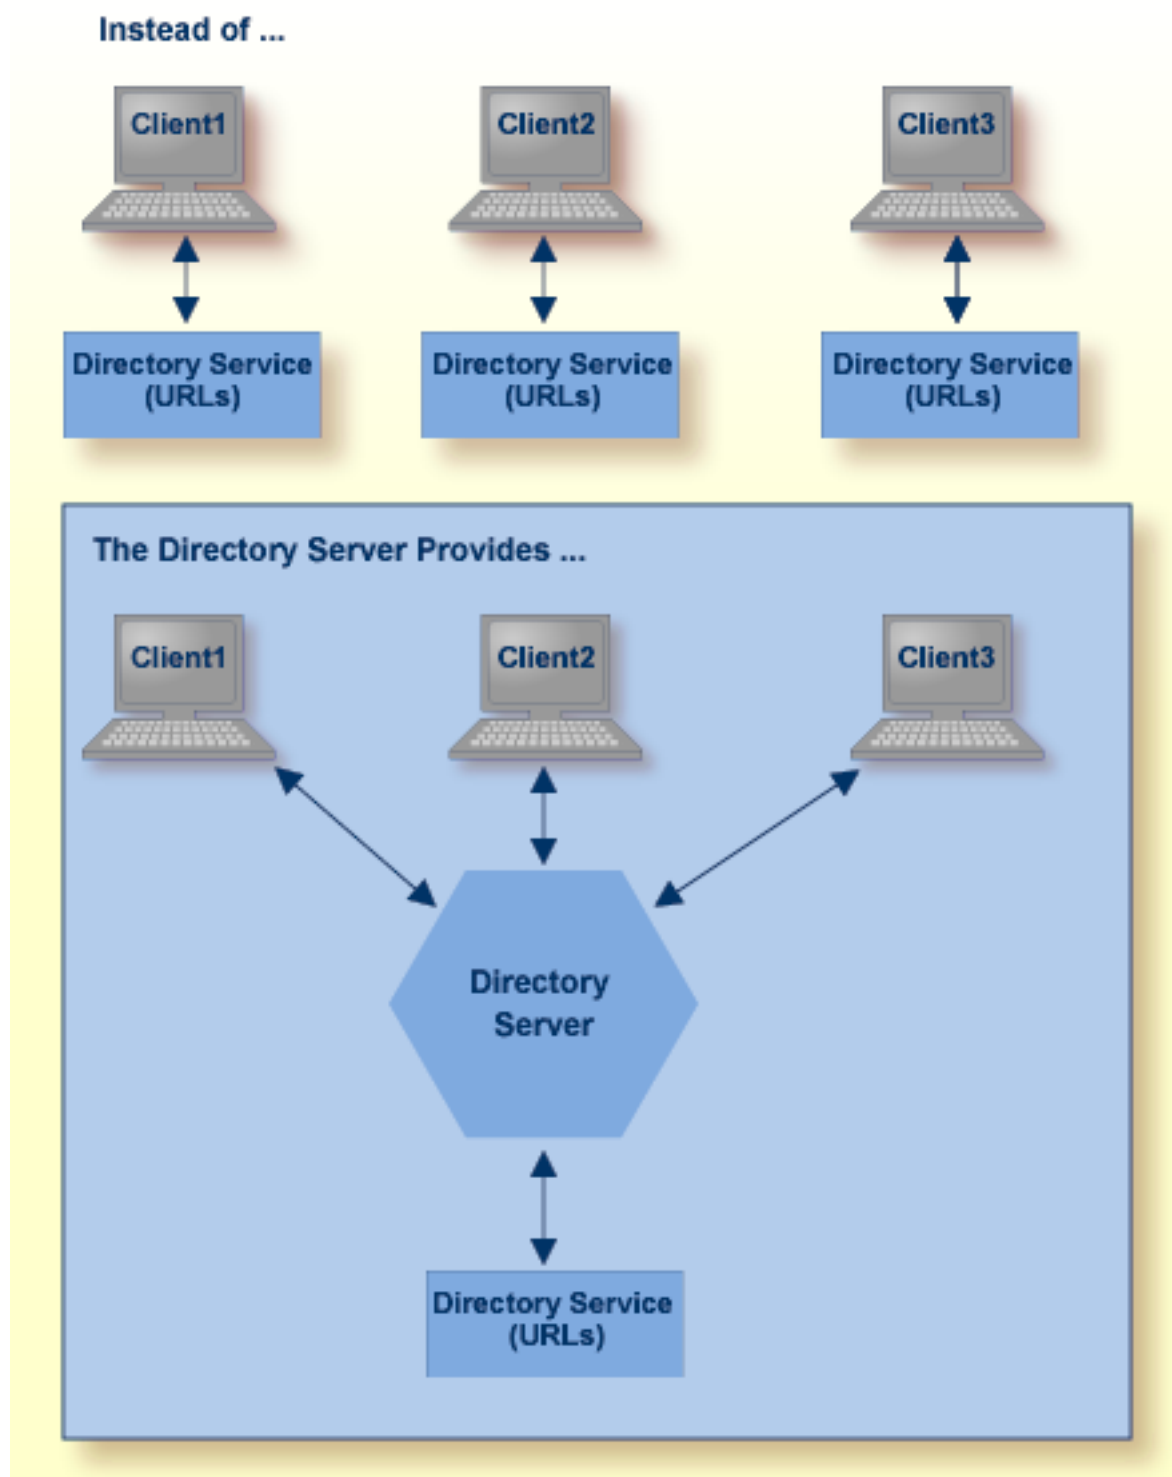 Instead of ...
Client1
Client2
Client3
Directory Service
(URLs)
Directory Service
(URLs)
Directory Service
(URLs)
The Directory Server Provides ...
Client1
Client2
Client3
Directory
Server
Directory Service
(URLs)